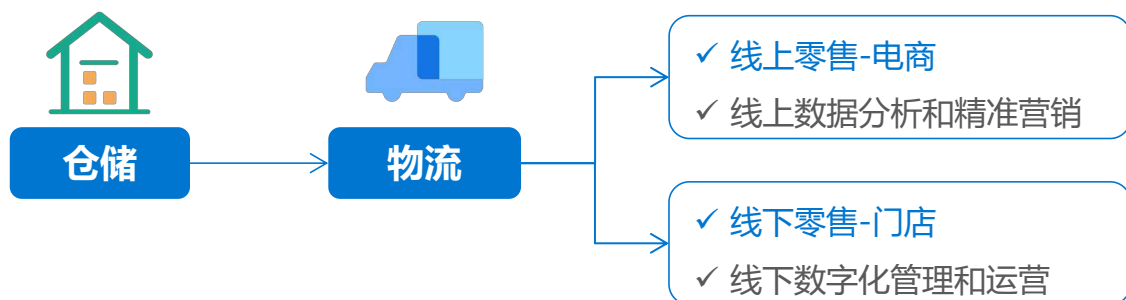 仓储
物流
✓ 线上零售-电商
✓ 线上数据分析和精准营销
✓ 线下零售-门店
✓ 线下数字化管理和运营